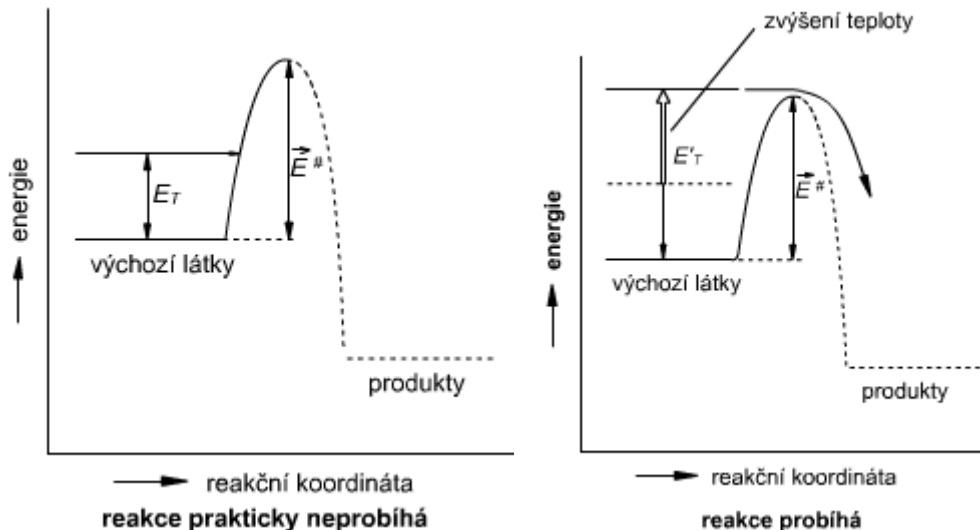 energie
E_T
E^#
výchozí látky
produkty
reakční koordináta
reakce prakticky neprobíhá
zvýšení teploty
energie
E'_T
E^#
výchozí látky
produkty
reakční koordináta
reakce probíhá